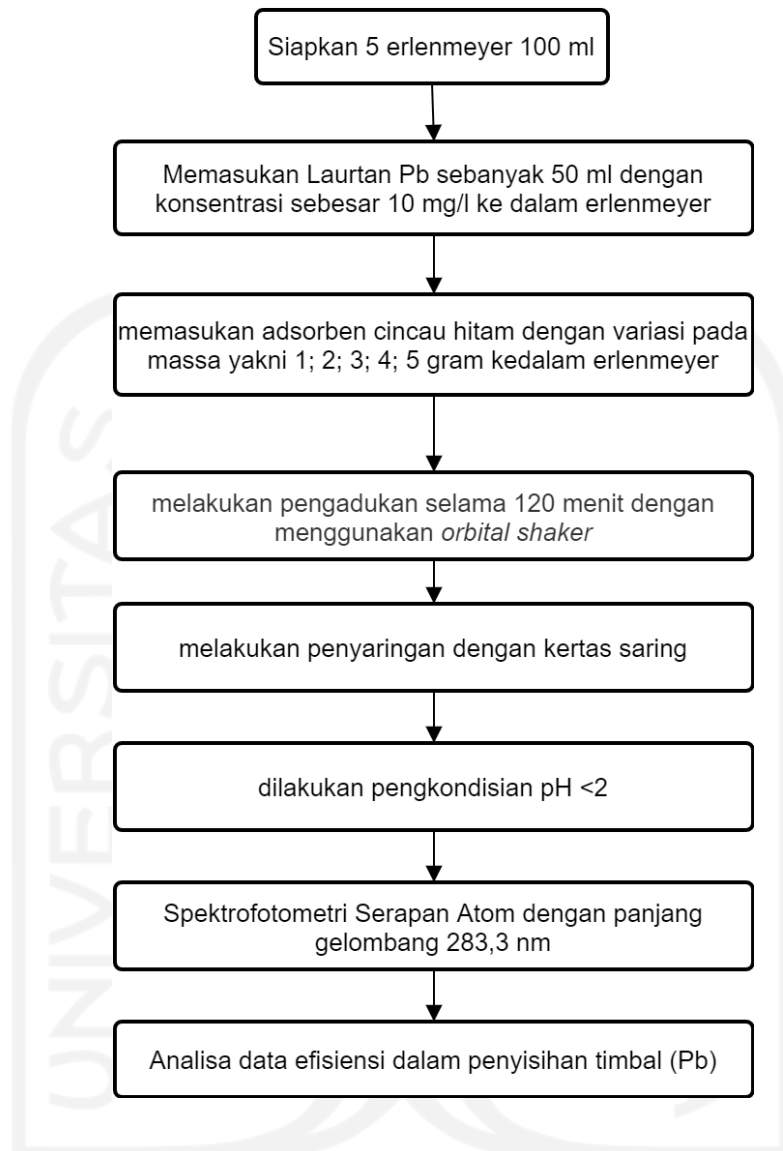 Siapkan 5 erlenmeyer 100 ml
Memasukan Laurtan Pb sebanyak 50 ml dengan
konsentrasi sebesar 10 mg/l ke dalam erlenmeyer
memasukan adsorben cincau hitam dengan variasi pada
massa yakni 1; 2; 3; 4; 5 gram kedalam erlenmeyer
melakukan pengadukan selama 120 menit dengan
menggunakan orbital shaker
melakukan penyaringan dengan kertas saring
dilakukan pengkondisian pH <2
Spektrofotometri Serapan Atom dengan panjang
gelombang 283,3 nm
Analisa data efisiensi dalam penyisihan timbal (Pb)
UNIVERSITAS